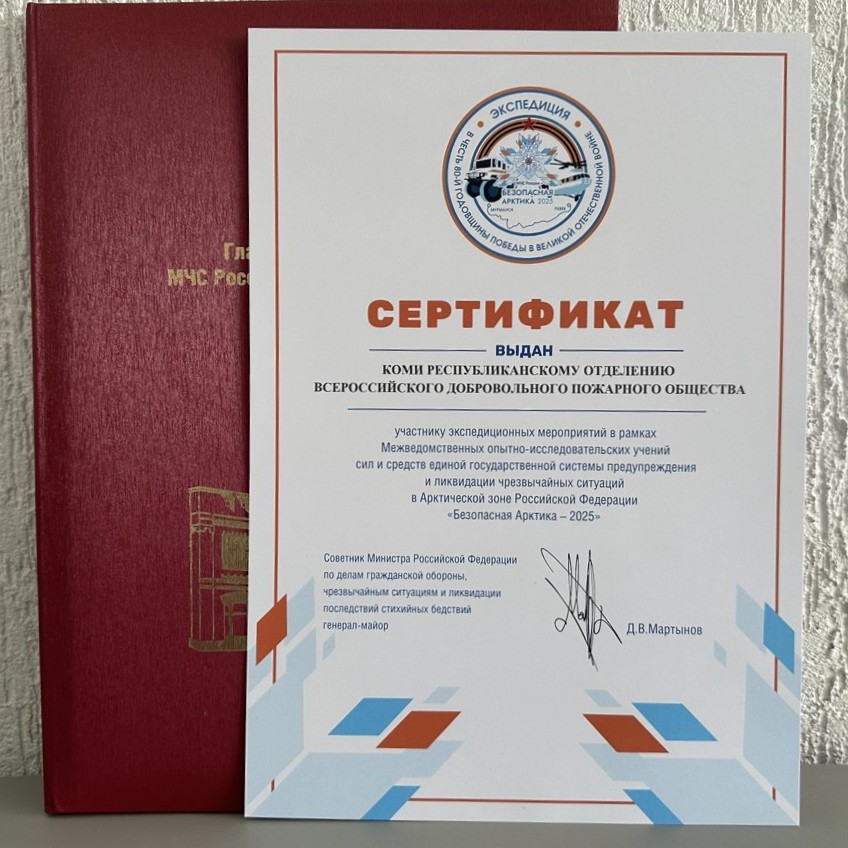 Гла
МЧС Росс
ЭКСПЕДИЦИЯ
В ЧЕСТЬ 80-Й ГОДОВЩИНЫ ПОБЕДЫ В ВЕЛИКОЙ ОТЕЧЕСТВЕННОЙ ВОЙНЕ
МЧС России
БЕЗОПАСНАЯ
АРКТИКА 2025
МУРМАНСК
СЕРТИФИКАТ
ВЫДАН
КОМИ РЕСПУБЛИКАНСКОМУ ОТДЕЛЕНИЮ
ВСЕРОССИЙСКОГО ДОБРОВОЛЬНОГО ПОЖАРНОГО ОБЩЕСТВА
участнику экспедиционных мероприятий в рамках
Межведомственных опытно-исследовательских учений
сил и средств единой государственной системы предупреждения
и ликвидации чрезвычайных ситуаций
в Арктической зоне Российской Федерации
«Безопасная Арктика – 2025»
Советник Министра Российской Федерации
по делам гражданской обороны,
чрезвычайным ситуациям и ликвидации
последствий стихийных бедствий
генерал-майор
Д.В.Мартынов